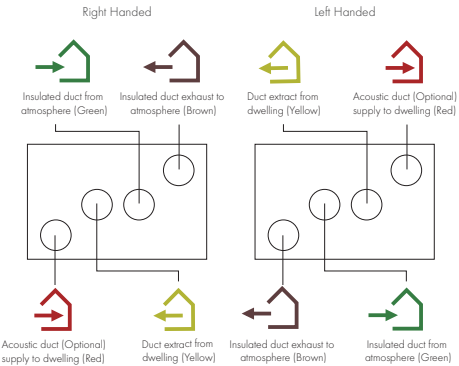 Right Handed
Left Handed
Insulated duct from
atmosphere (Green)
Insulated duct exhaust to
atmosphere (Brown)
Duct extract from
dwelling (Yellow)
Acoustic duct (Optional)
supply to dwelling (Red)
Acoustic duct (Optional)
supply to dwelling (Red)
Duct extract from
dwelling (Yellow)
Insulated duct exhaust to
atmosphere (Brown)
Insulated duct from
atmosphere (Green)